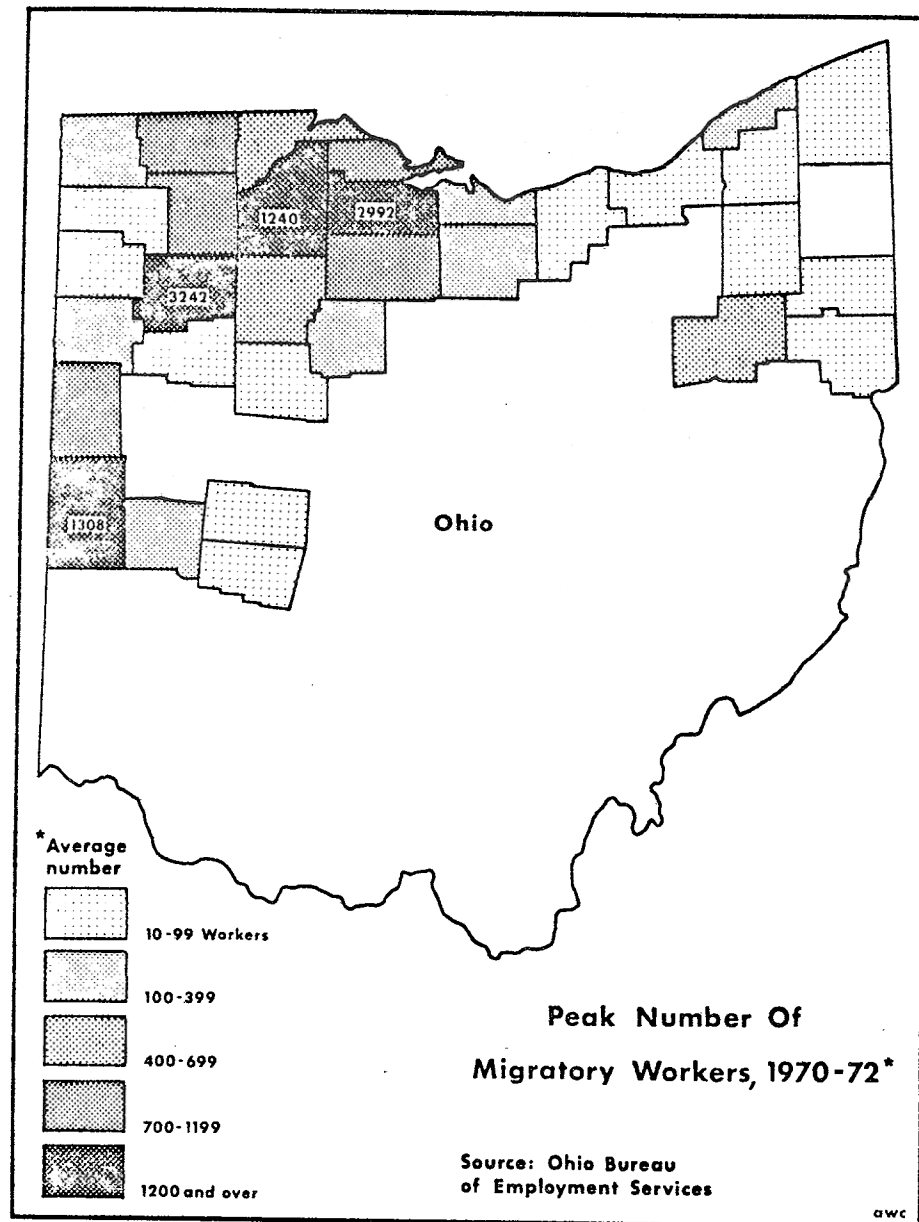 1240
2992
3242
1308
Ohio
*Average
number
10-99 Workers
100-399
400-699
700-1199
1200 and over
Peak Number Of
Migratory Workers, 1970-72*
Source: Ohio Bureau
of Employment Services
awc